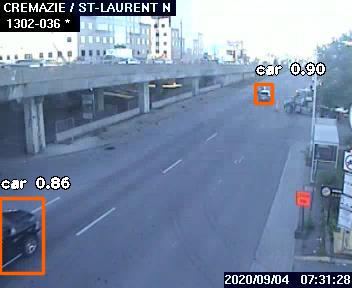 CREMAZIE / ST-LAURENT N
1302-036 *
car 0.90
car 0.86
2020/09/04 07:31:28